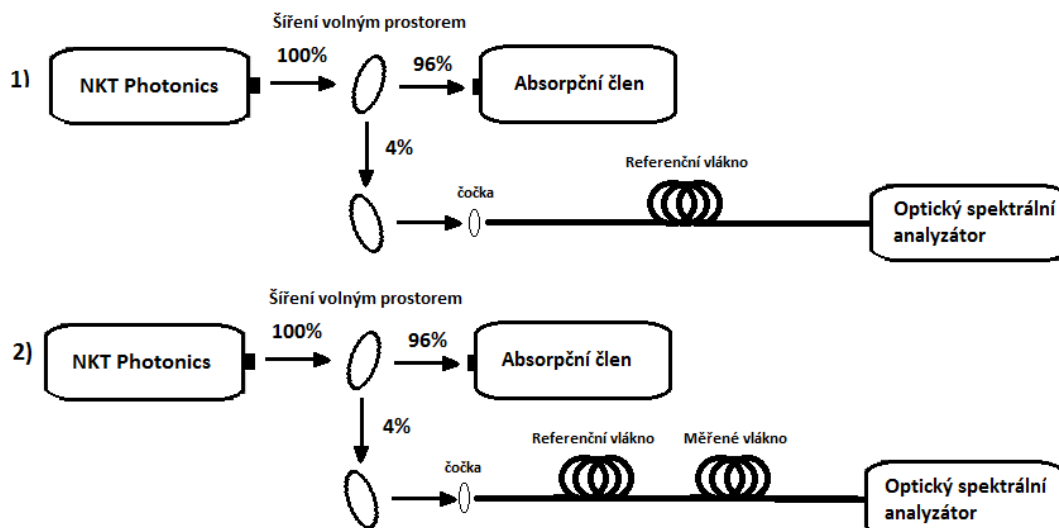 Šíření volným prostorem
100%
96%
1)
NKT Photonics
Absorpční člen
4%
Referenční vlákno
čočka
Optický spektrální
analyzátor
Šíření volným prostorem
100%
96%
2)
NKT Photonics
Absorpční člen
4%
Referenční vlákno
Měřené vlákno
čočka
Optický spektrální
analyzátor